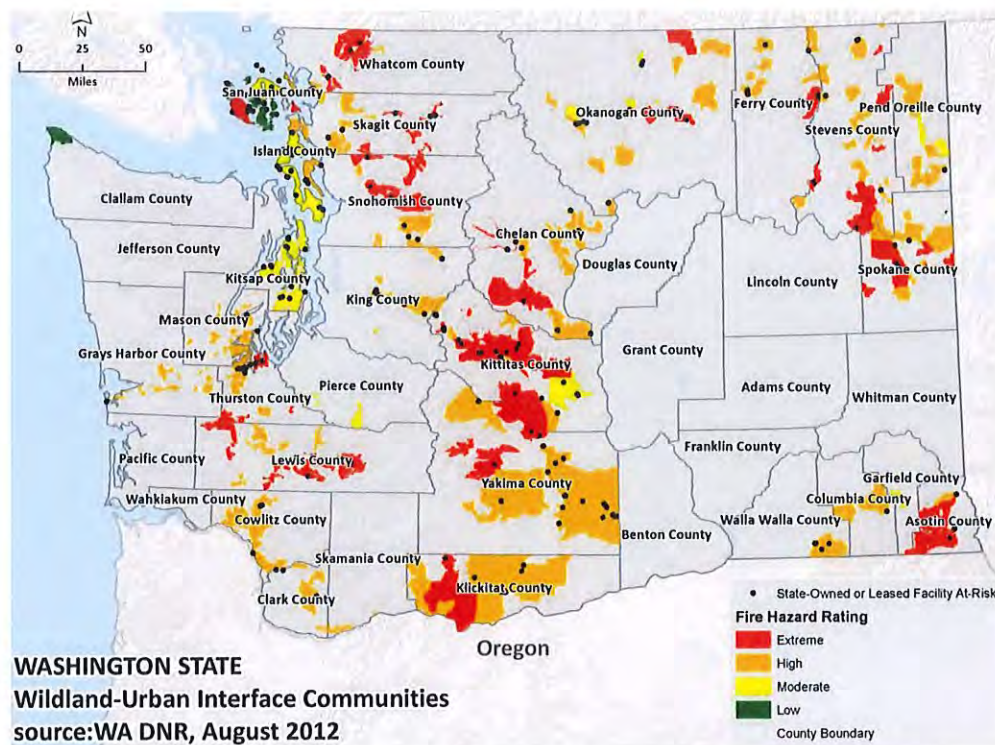 N
0 25 50
Miles
Whatcom County
San Juan County
Skagit County
Island County
Okanogan County
Ferry County
Pend Oreille County
Stevens County
Clallam County
Snohomish County
Chelan County
Jefferson County
Douglas County
Kitsap County
King County
Lincoln County
Spokane County
Mason County
Grays Harbor County
Kittitas County
Grant County
Pierce County
Thurston County
Adams County
Whitman County
Pacific County
Lewis County
Franklin County
Yakima County
Garfield County
Wahkiakum County
Columbia County
Cowlitz County
Walla Walla County
Asotin County
Benton County
Skamania County
Klickitat County
Clark County
Oregon
State-Owned or Leased Facility At-Risk
Fire Hazard Rating
Extreme
High
Moderate
Low
County Boundary
WASHINGTON STATE
Wildland-Urban Interface Communities
source:WA DNR, August 2012